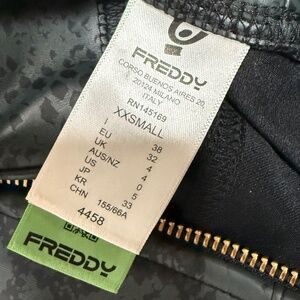 FREDDY
CORSO BUENOS AIRES 20,
20124 MILANO
ITALY
RN145169
XXSMALL
I 38
EU 32
AUS/NZ 4
US 4
JP 0
KR 5
CHN 33
155/66A
4458
FREDDY